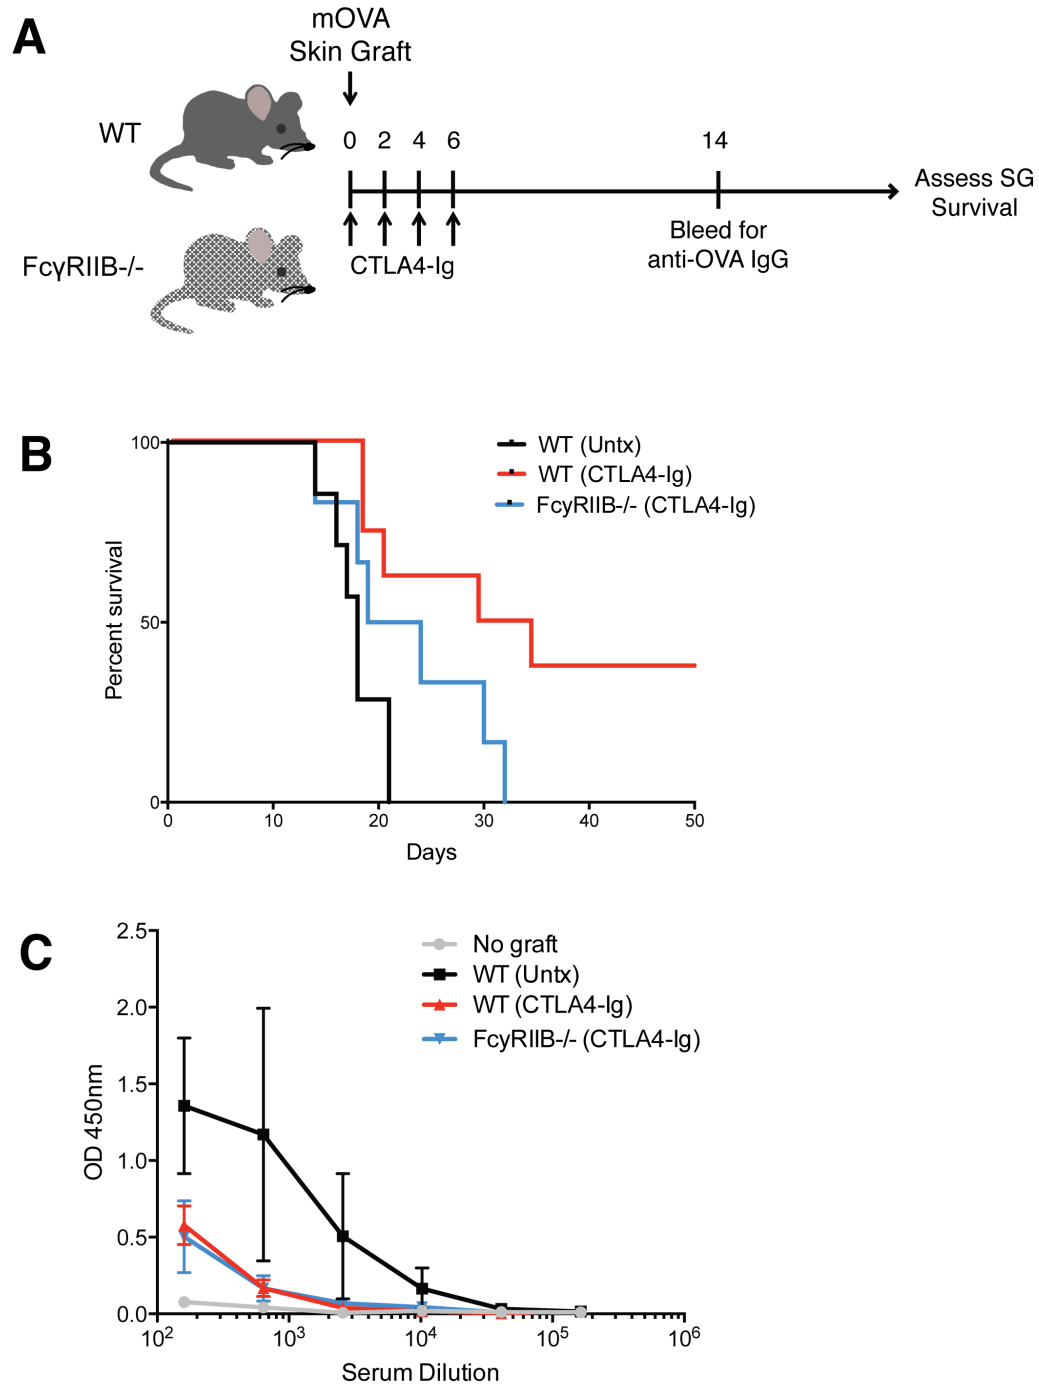 A
mOVA
Skin Graft
WT
0 2 4 6 14
Assess SG
Survival
FcγRIIB-/-
CTLA4-Ig
Bleed for
anti-OVA IgG
B
WT (Untx)
WT (CTLA4-Ig)
FcyRIIB-/- (CTLA4-Ig)
Percent survival
100
50
0
0 10 20 30 40 50
Days
C
No graft
WT (Untx)
WT (CTLA4-Ig)
FcyRIIB-/- (CTLA4-Ig)
OD 450nm
2.5
2.0
1.5
1.0
0.5
0.0
10² 10³ 10⁴ 10⁵ 10⁶
Serum Dilution